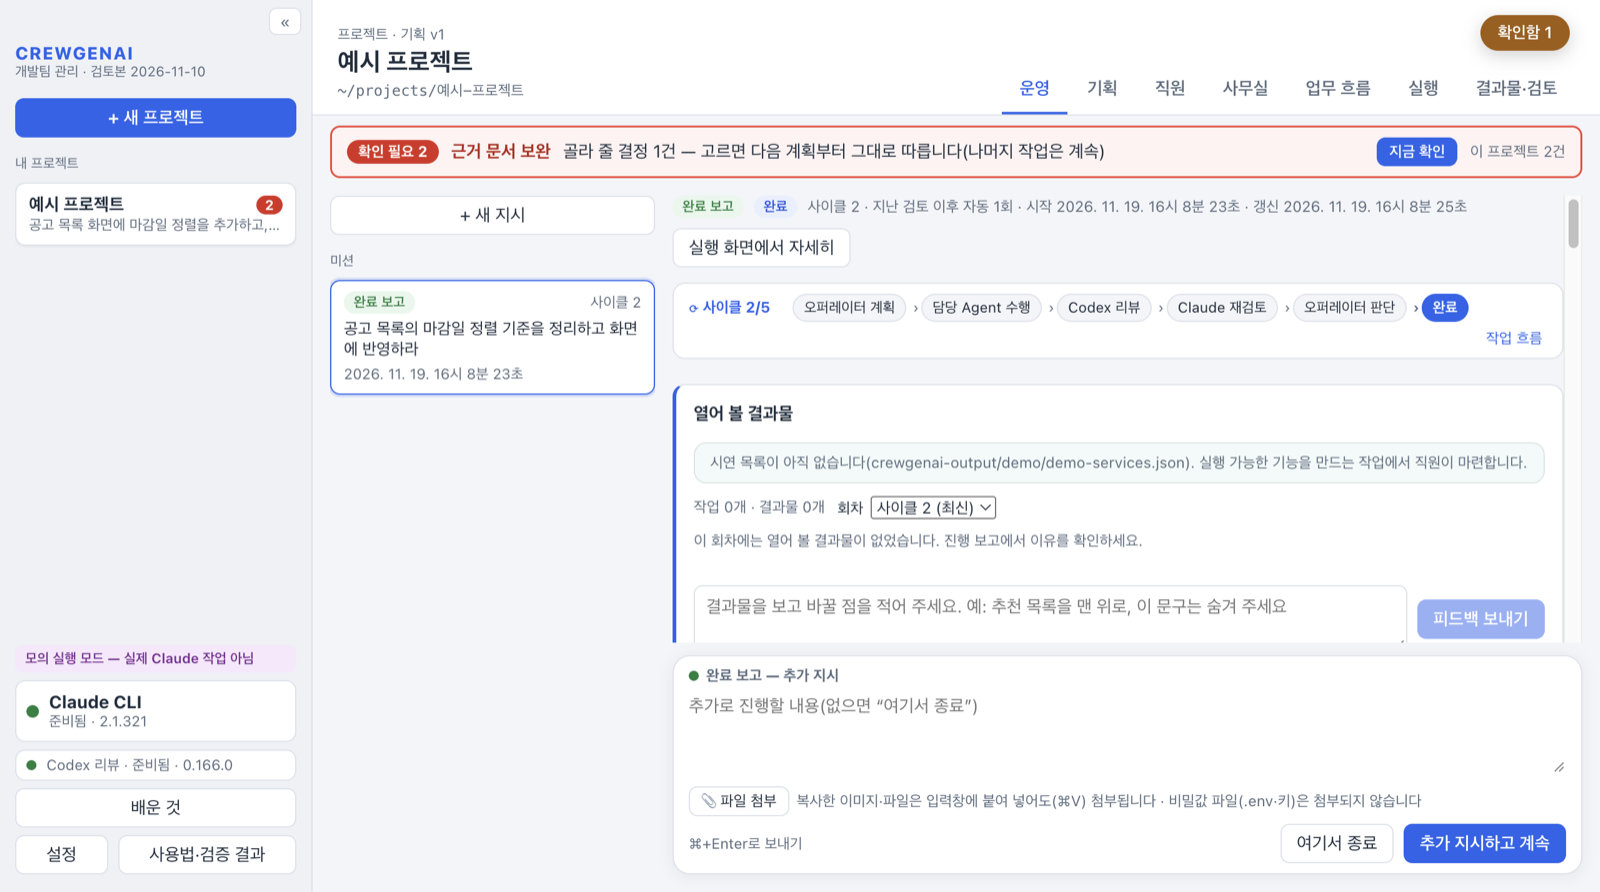 «
CREWGENAI
개발팀 관리 · 검토본 2026-11-10
+ 새 프로젝트
내 프로젝트
예시 프로젝트
2
공고 목록 화면에 마감일 정렬을 추가하고,...
모의 실행 모드 — 실제 Claude 작업 아님
Claude CLI
준비됨 · 2.1.321
Codex 리뷰 · 준비됨 · 0.166.0
배운 것
설정
사용법·검증 결과
프로젝트 · 기획 v1
예시 프로젝트
~/projects/예시-프로젝트
확인함 1
운영
기획
직원
사무실
업무 흐름
실행
결과물·검토
확인 필요 2 근거 문서 보완 골라 줄 결정 1건 — 고르면 다음 계획부터 그대로 따릅니다(나머지 작업은 계속)
지금 확인
이 프로젝트 2건
+ 새 지시
미션
완료 보고
사이클 2
공고 목록의 마감일 정렬 기준을 정리하고 화면
에 반영하라
2026. 11. 19. 16시 8분 23초
완료 보고 완료 사이클 2 · 지난 검토 이후 자동 1회 · 시작 2026. 11. 19. 16시 8분 23초 · 갱신 2026. 11. 19. 16시 8분 25초
실행 화면에서 자세히
⟳ 사이클 2/5 오퍼레이터 계획 › 담당 Agent 수행 › Codex 리뷰 › Claude 재검토 › 오퍼레이터 판단 › 완료
작업 흐름
열어 볼 결과물
시연 목록이 아직 없습니다(crewgenai-output/demo/demo-services.json). 실행 가능한 기능을 만드는 작업에서 직원이 마련합니다.
작업 0개 · 결과물 0개 회차 사이클 2 (최신)
이 회차에는 열어 볼 결과물이 없었습니다. 진행 보고에서 이유를 확인하세요.
결과물을 보고 바꿀 점을 적어 주세요. 예: 추천 목록을 맨 위로, 이 문구는 숨겨 주세요
피드백 보내기
완료 보고 — 추가 지시
추가로 진행할 내용(없으면 “여기서 종료”)
📎 파일 첨부 복사한 이미지·파일은 입력창에 붙여 넣어도(⌘V) 첨부됩니다 · 비밀값 파일(.env·키)은 첨부되지 않습니다
⌘+Enter로 보내기
여기서 종료
추가 지시하고 계속